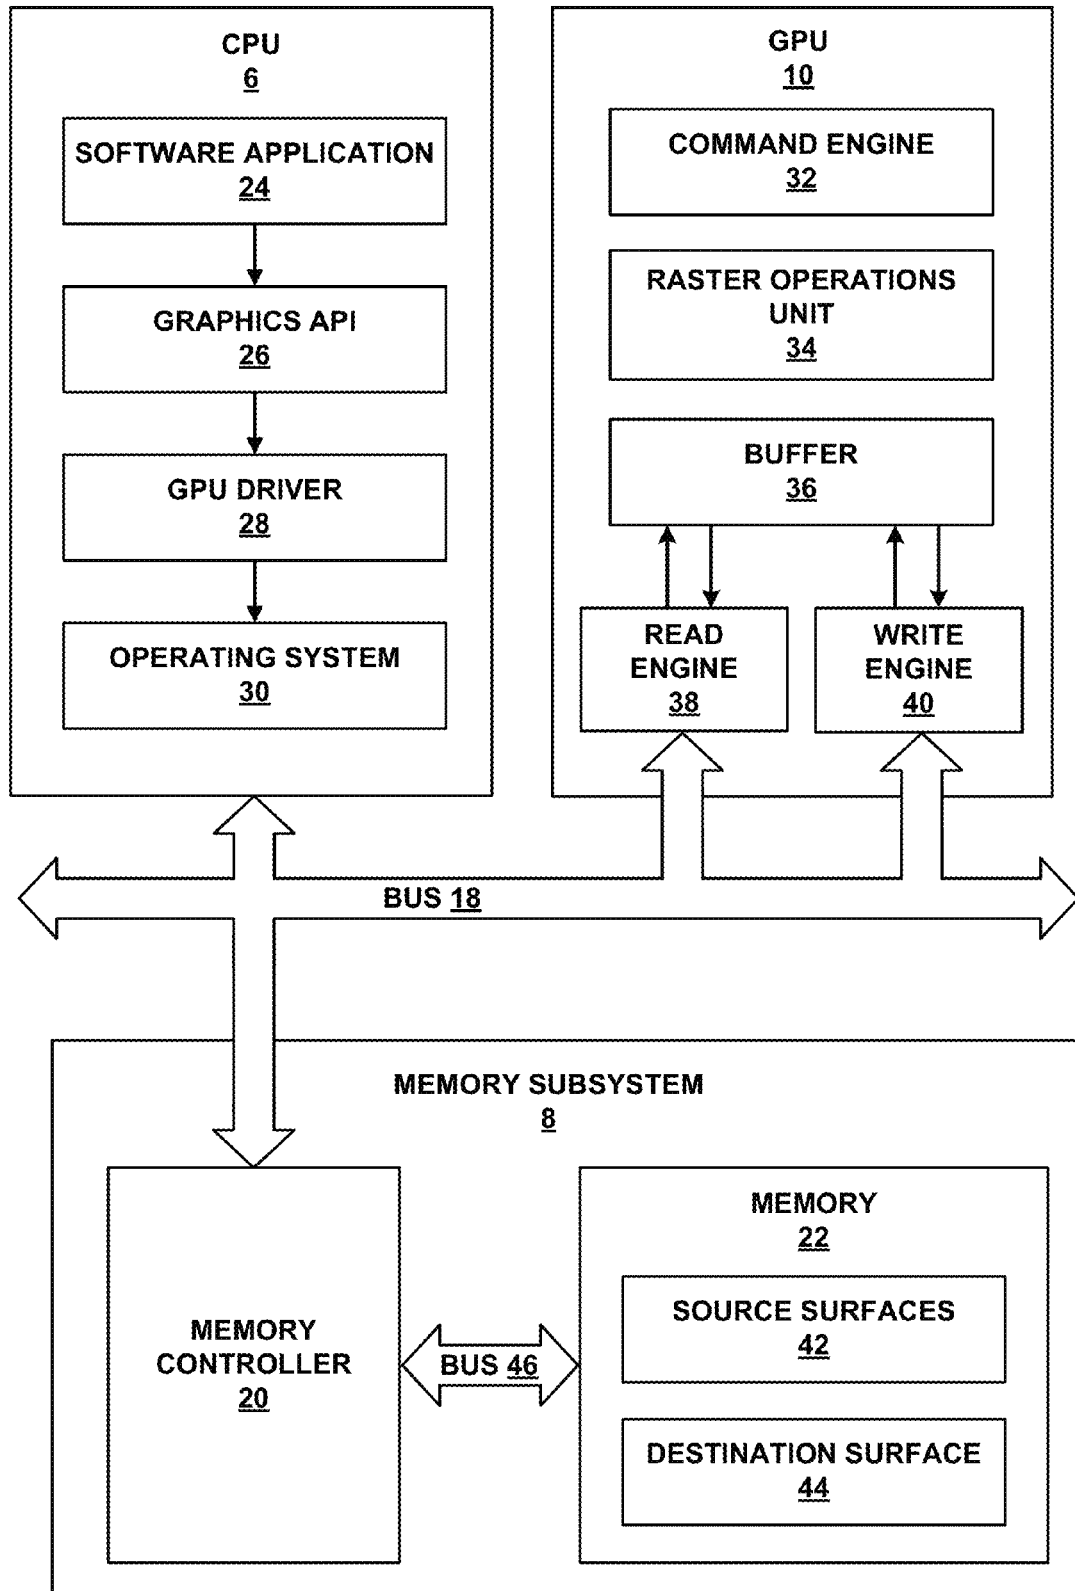 CPU
6
SOFTWARE APPLICATION
24
GRAPHICS API
26
GPU DRIVER
28
OPERATING SYSTEM
30
GPU
10
COMMAND ENGINE
32
RASTER OPERATIONS
UNIT
34
BUFFER
36
READ
ENGINE
38
WRITE
ENGINE
40
BUS 18
MEMORY SUBSYSTEM
8
MEMORY
CONTROLLER
20
BUS 46
MEMORY
22
SOURCE SURFACES
42
DESTINATION SURFACE
44